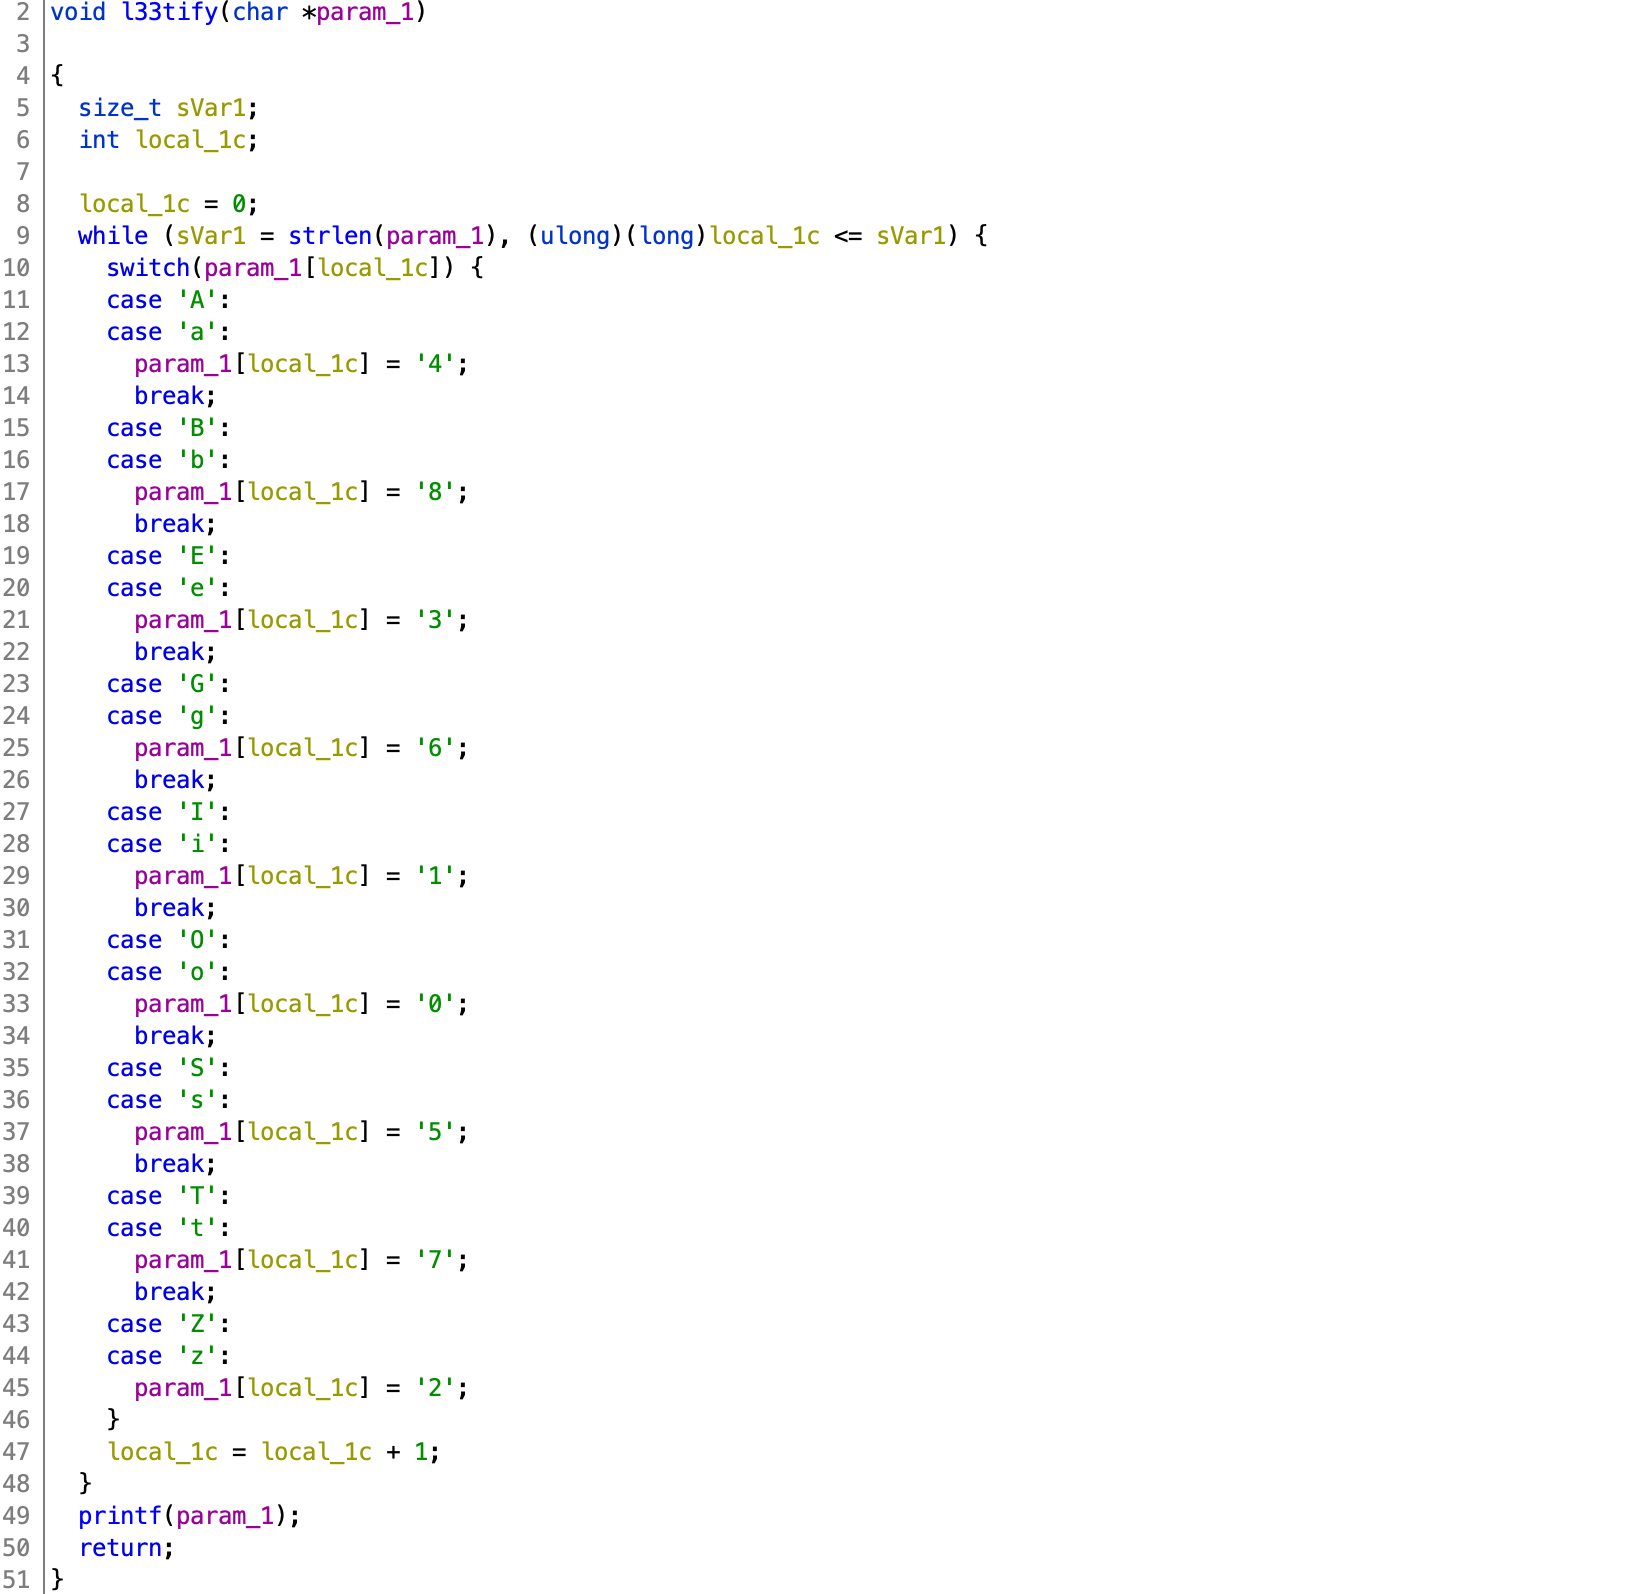 2 void l33tify(char *param_1)
3
4 {
5   size_t sVar1;
6   int local_1c;
7
8   local_1c = 0;
9   while (sVar1 = strlen(param_1), (ulong)(long)local_1c <= sVar1) {
10     switch(param_1[local_1c]) {
11     case 'A':
12     case 'a':
13       param_1[local_1c] = '4';
14       break;
15     case 'B':
16     case 'b':
17       param_1[local_1c] = '8';
18       break;
19     case 'E':
20     case 'e':
21       param_1[local_1c] = '3';
22       break;
23     case 'G':
24     case 'g':
25       param_1[local_1c] = '6';
26       break;
27     case 'I':
28     case 'i':
29       param_1[local_1c] = '1';
30       break;
31     case 'O':
32     case 'o':
33       param_1[local_1c] = '0';
34       break;
35     case 'S':
36     case 's':
37       param_1[local_1c] = '5';
38       break;
39     case 'T':
40     case 't':
41       param_1[local_1c] = '7';
42       break;
43     case 'Z':
44     case 'z':
45       param_1[local_1c] = '2';
46     }
47     local_1c = local_1c + 1;
48   }
49   printf(param_1);
50   return;
51 }